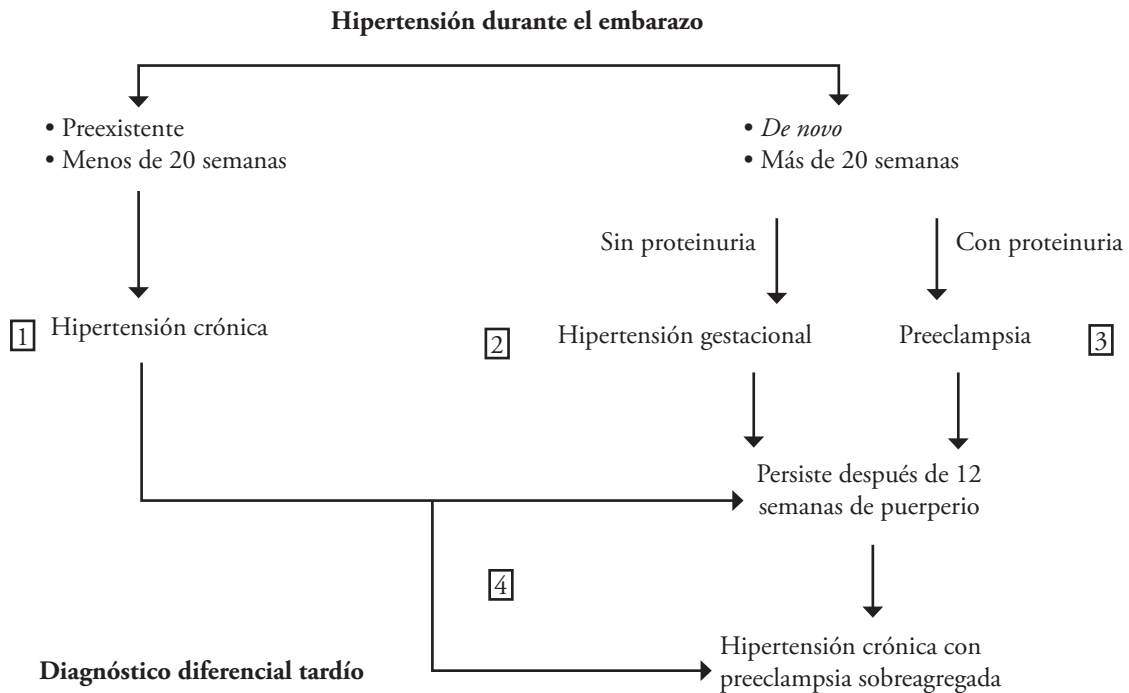 Hipertensión durante el embarazo
• Preexistente
• Menos de 20 semanas
• De novo
• Más de 20 semanas
Sin proteinuria
Con proteinuria
1
Hipertensión crónica
2
Hipertensión gestacional
Preeclampsia
3
Persiste después de 12
semanas de puerperio
4
Hipertensión crónica con
preeclampsia sobreagregada
Diagnóstico diferencial tardío